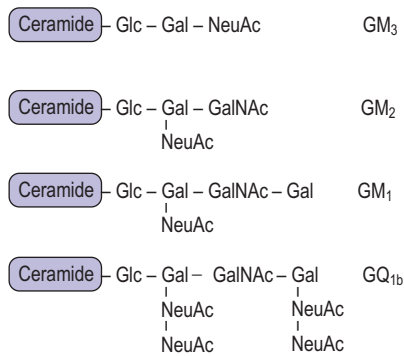 Ceramide – Glc – Gal – NeuAc GM₃
Ceramide – Glc – Gal – GalNAc GM₂
NeuAc
Ceramide – Glc – Gal – GalNAc – Gal GM₁
NeuAc
Ceramide – Glc – Gal – GalNAc – Gal GQ₁b
NeuAc NeuAc
NeuAc NeuAc